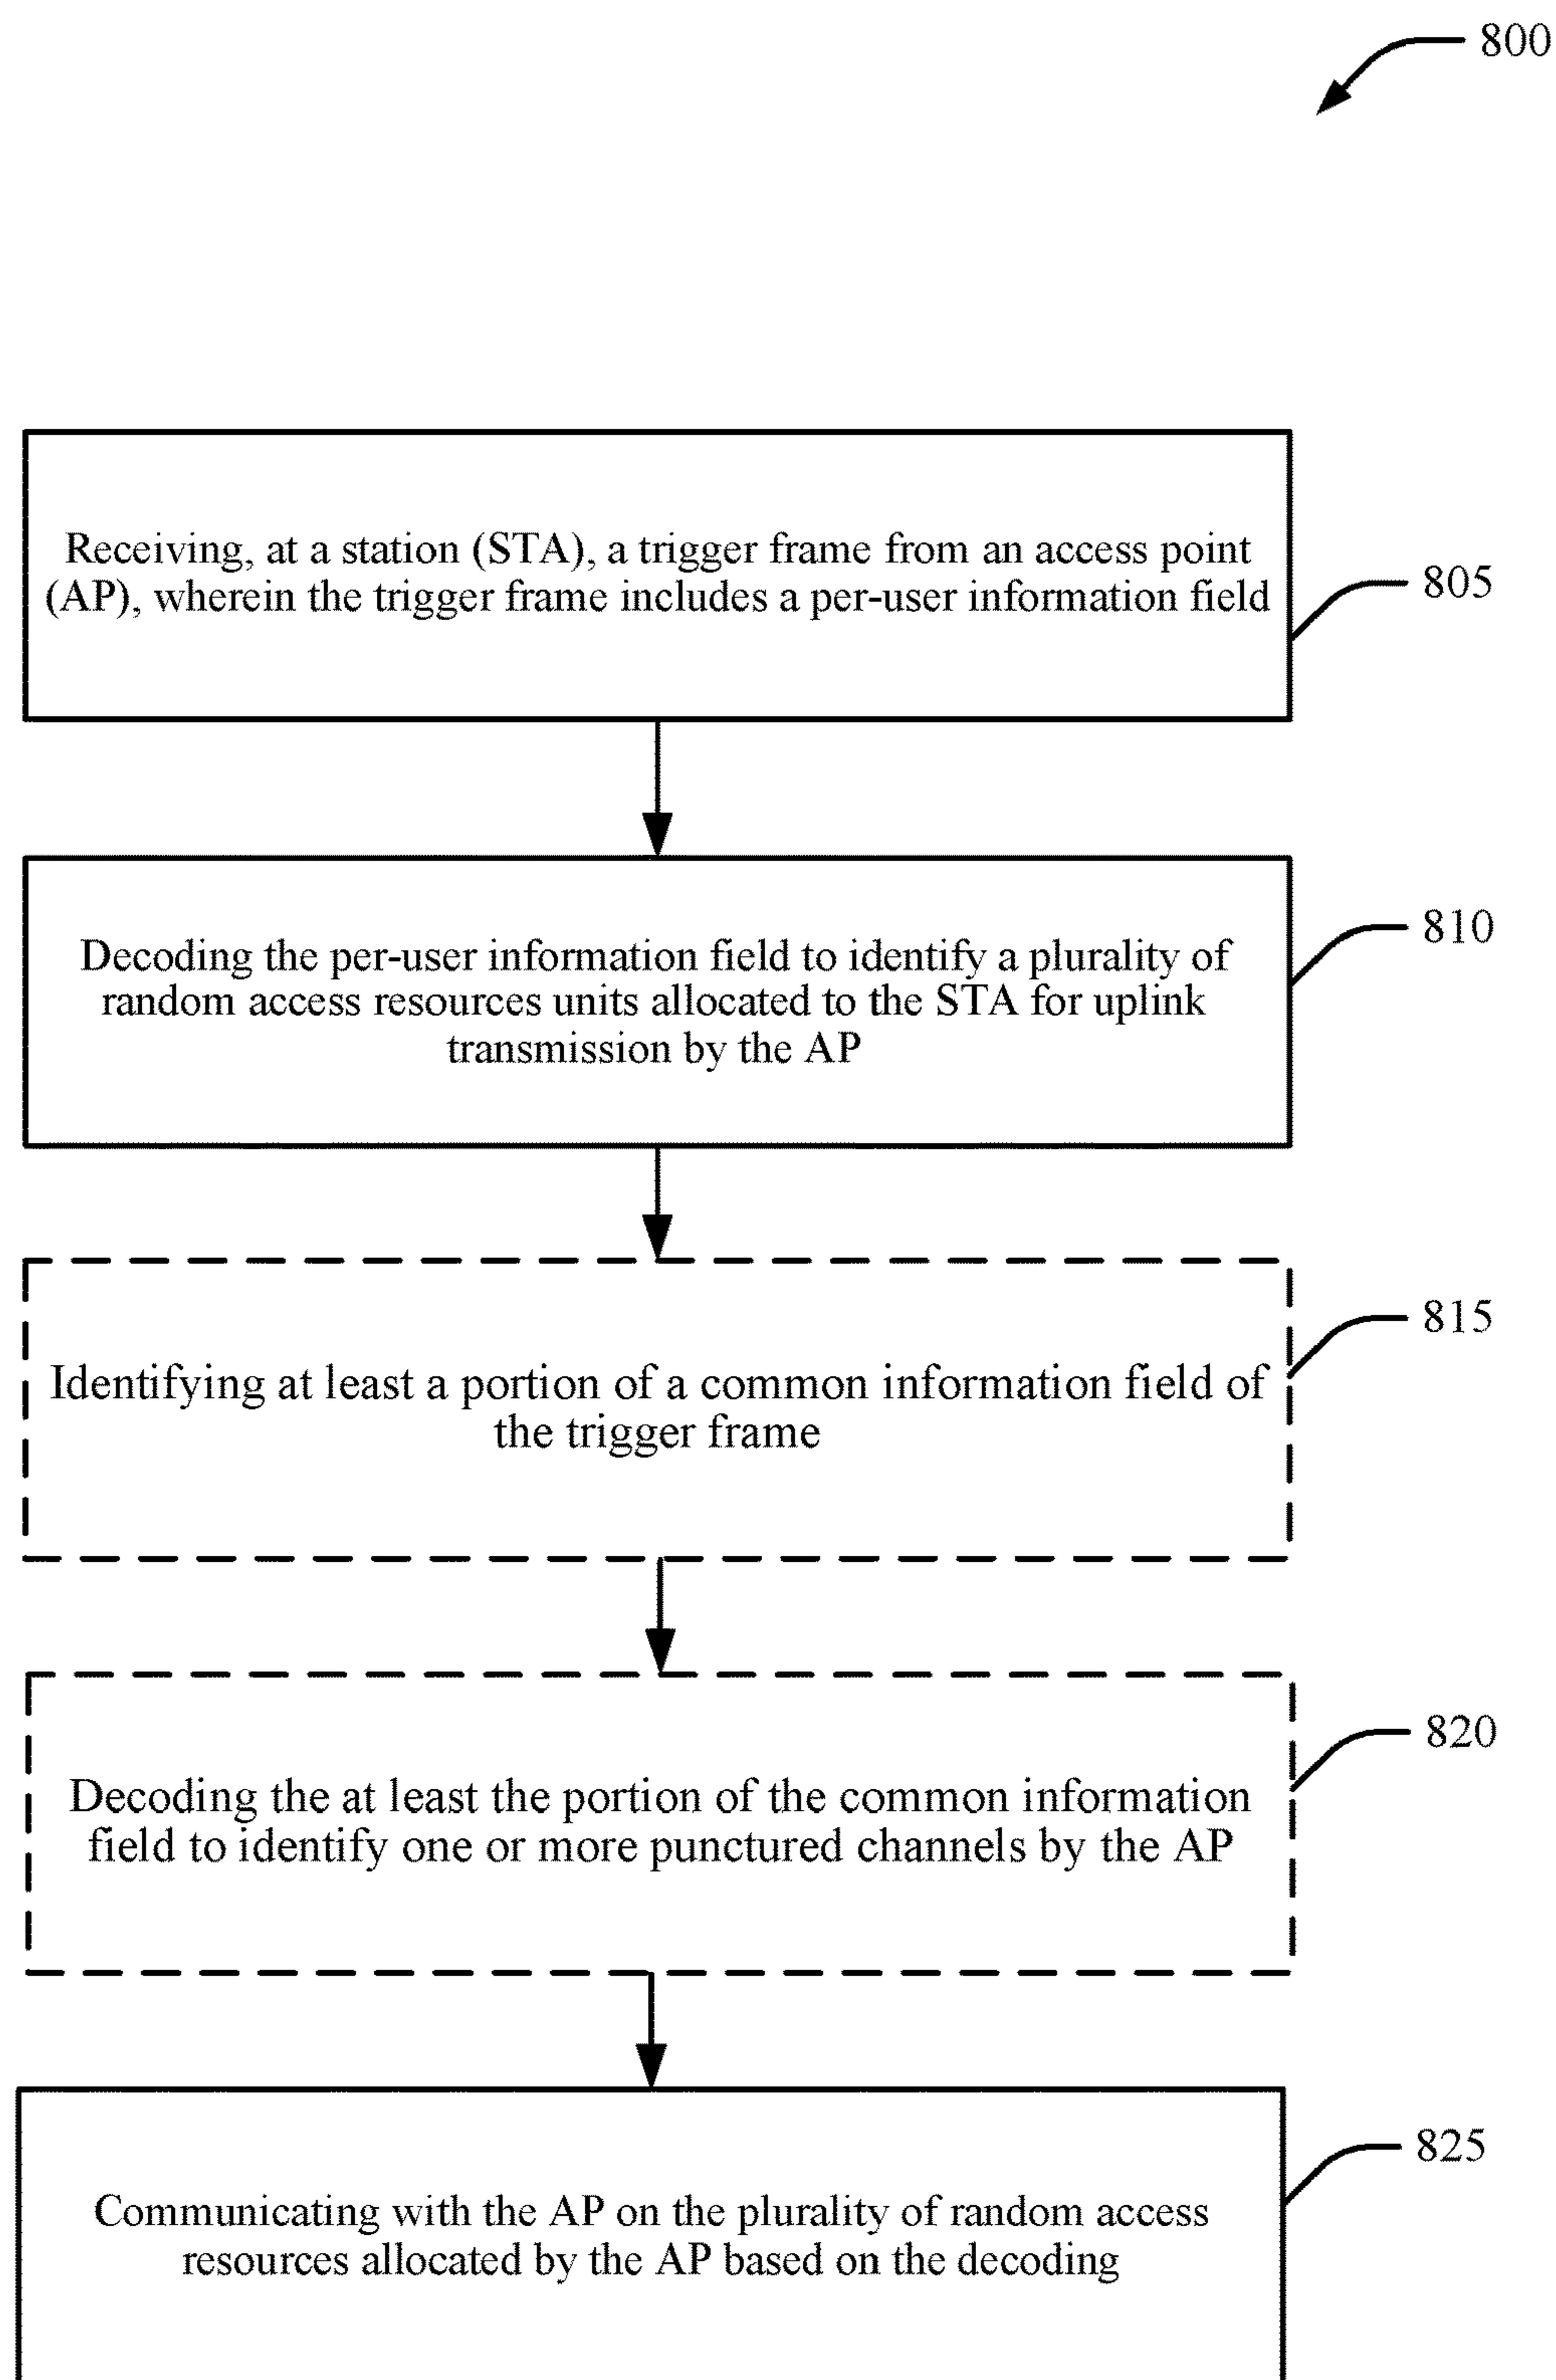 800
Receiving, at a station (STA), a trigger frame from an access point
(AP), wherein the trigger frame includes a per-user information field
805
Decoding the per-user information field to identify a plurality of
random access resources units allocated to the STA for uplink
transmission by the AP
810
Identifying at least a portion of a common information field of
the trigger frame
815
Decoding the at least the portion of the common information
field to identify one or more punctured channels by the AP
820
Communicating with the AP on the plurality of random access
resources allocated by the AP based on the decoding
825